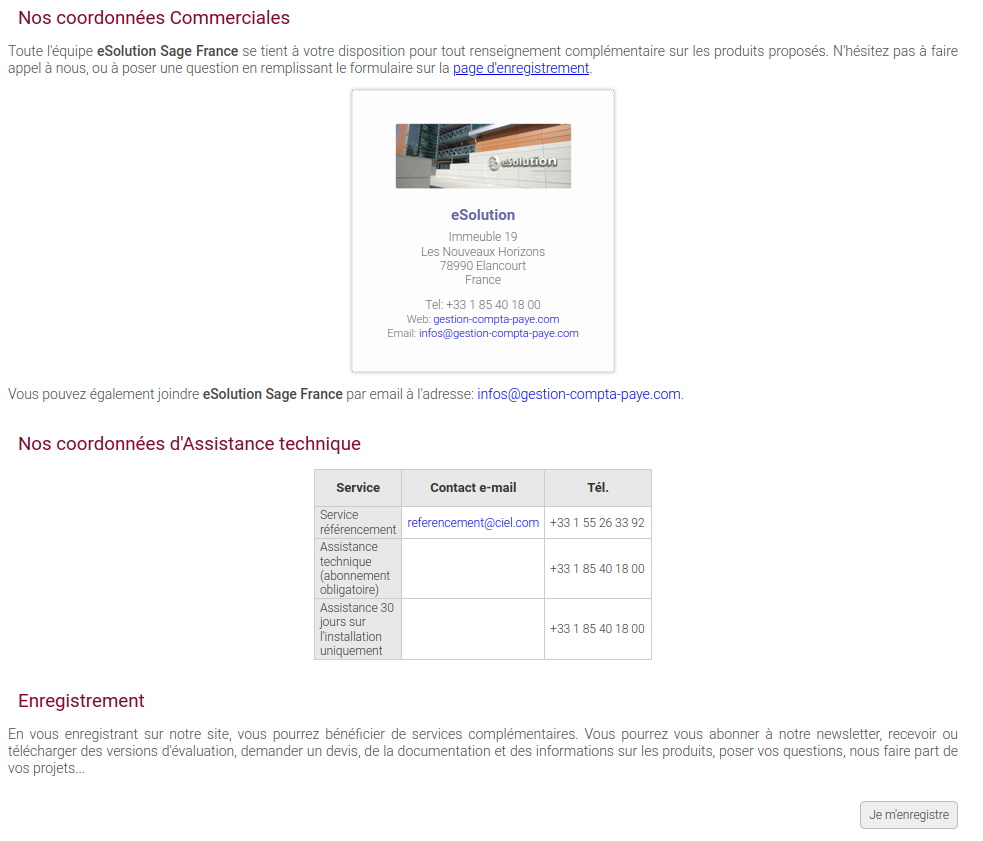 Nos coordonnées Commerciales
Toute l'équipe eSolution Sage France se tient à votre disposition pour tout renseignement complémentaire sur les produits proposés. N'hésitez pas à faire
appel à nous, ou à poser une question en remplissant le formulaire sur la page d'enregistrement.
eSolution
eSolution
Immeuble 19
Les Nouveaux Horizons
78990 Elancourt
France
Tel: +33 1 85 40 18 00
Web: gestion-compta-paye.com
Email: infos@gestion-compta-paye.com
Vous pouvez également joindre eSolution Sage France par email à l'adresse: infos@gestion-compta-paye.com.
Nos coordonnées d'Assistance technique
Service Contact e-mail Tél.
Service
référencement referencement@ciel.com +33 1 55 26 33 92
Assistance
technique
(abonnement
obligatoire) +33 1 85 40 18 00
Assistance 30
jours sur
l'installation
uniquement +33 1 85 40 18 00
Enregistrement
En vous enregistrant sur notre site, vous pourrez bénéficier de services complémentaires. Vous pourrez vous abonner à notre newsletter, recevoir ou
télécharger des versions d'évaluation, demander un devis, de la documentation et des informations sur les produits, poser vos questions, nous faire part de
vos projets...
Je m'enregistre